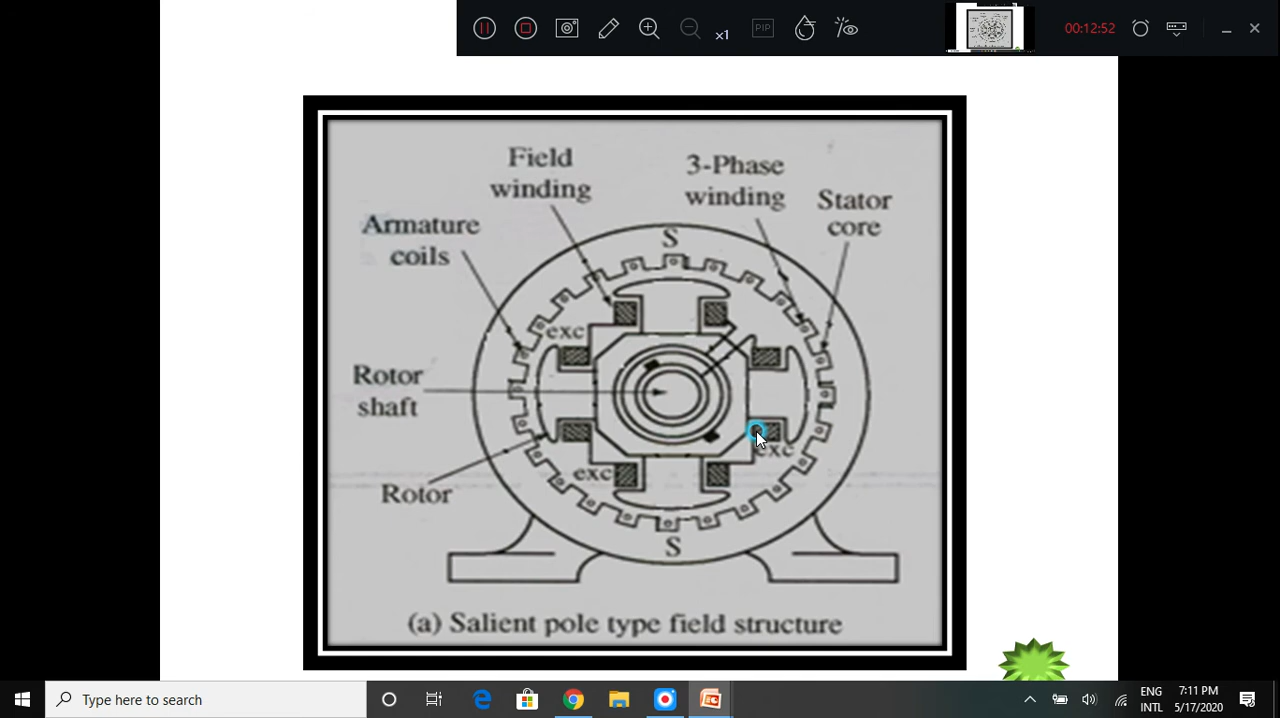 x1
PIP
00:12:52
Field
winding
3-Phase
winding
Stator
core
Armature
coils
S
exc
Rotor
shaft
exc
exc
Rotor
S
(a) Salient pole type field structure
Type here to search
ENG
INTL
7:11 PM
5/17/2020